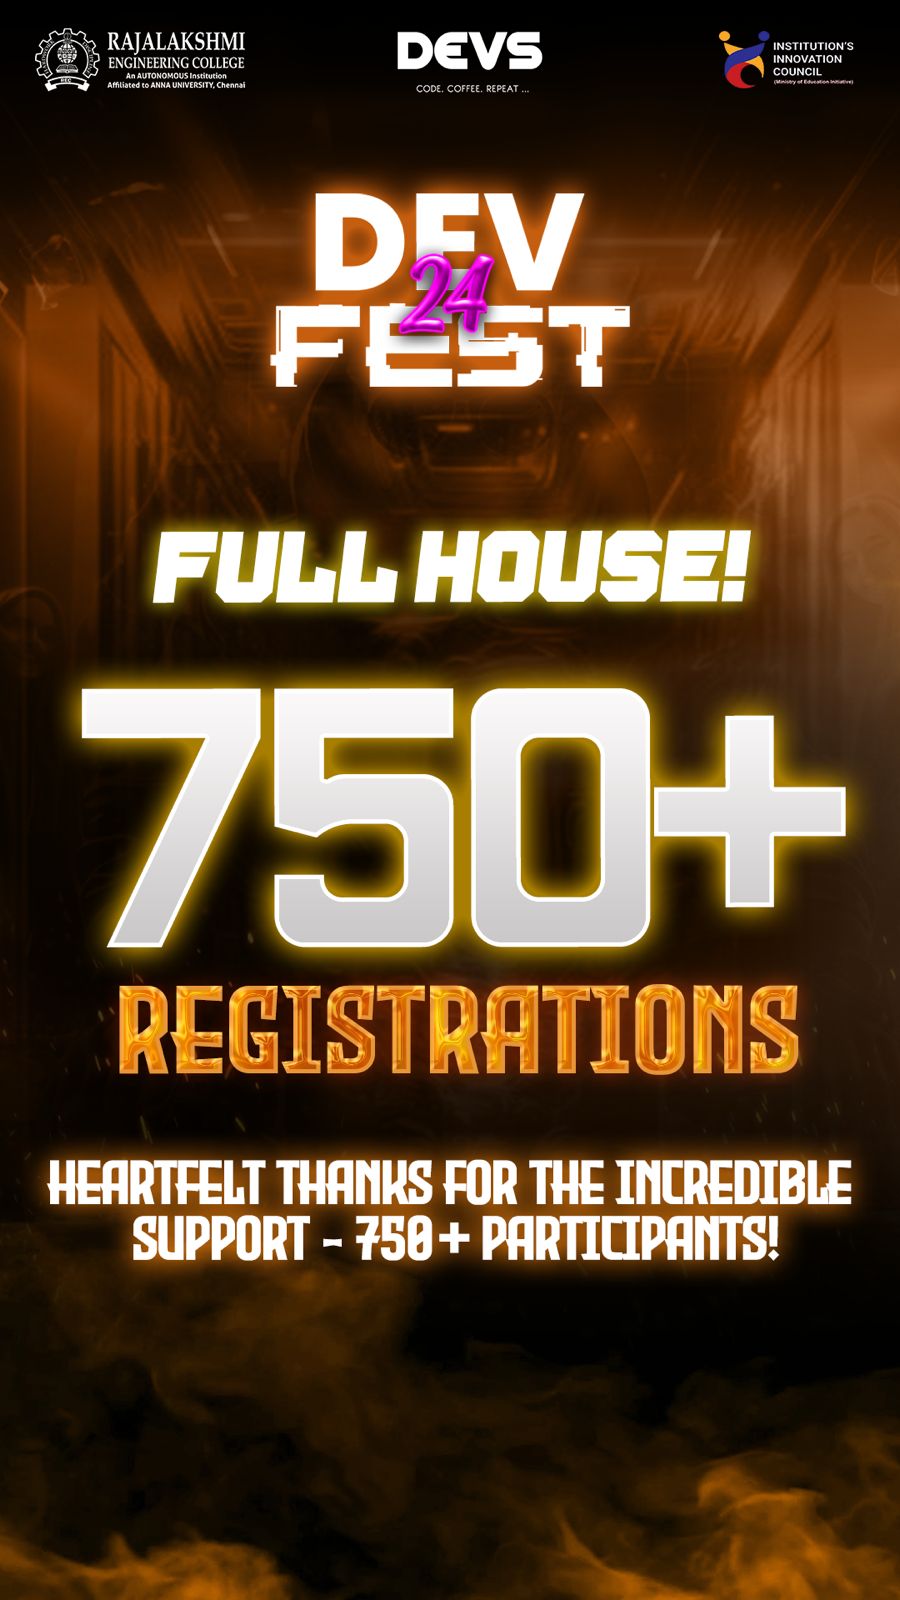 RAJALAKSHMI
ENGINEERING COLLEGE
An AUTONOMOUS Institution
Affiliated to ANNA UNIVERSITY, Chennai
REC
DEVS
CODE. COFFEE. REPEAT ...
INSTITUTION'S
INNOVATION
COUNCIL
(Ministry of Education Initiative)
DEV
24
FEST
FULL HOUSE!
750+
REGISTRATIONS
HEARTFELT THANKS FOR THE INCREDIBLE
SUPPORT - 750+ PARTICIPANTS!